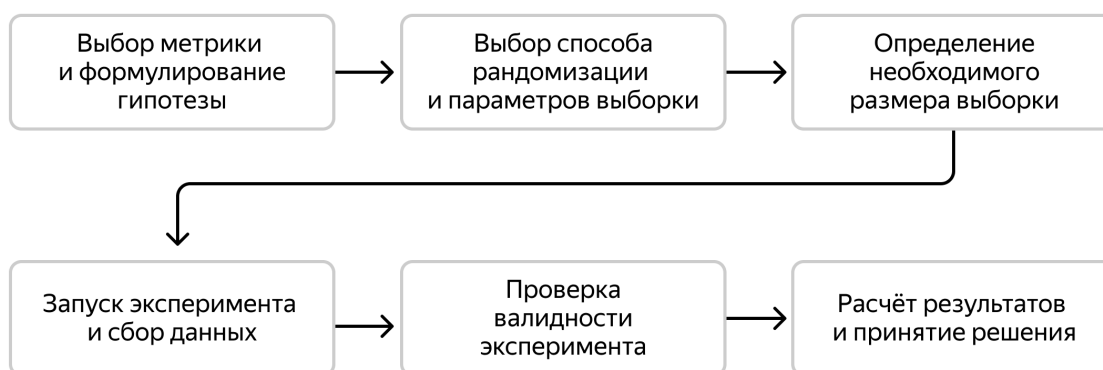 Выбор метрики
и формулирование
гипотезы
Выбор способа
рандомизации
и параметров выборки
Определение
необходимого
размера выборки
Запуск эксперимента
и сбор данных
Проверка
валидности
эксперимента
Расчёт результатов
и принятие решения